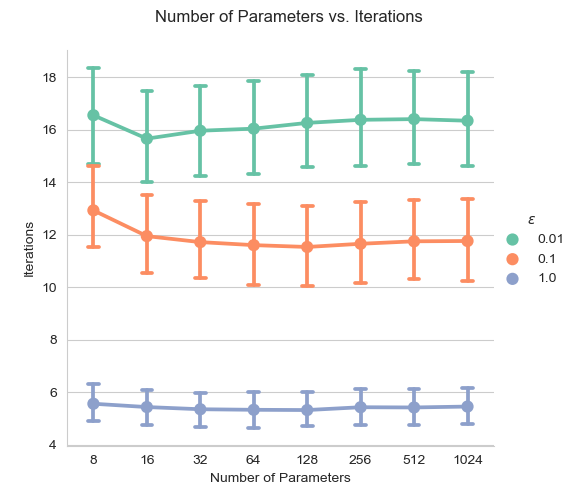 Number of Parameters vs. Iterations
18
16
14
12
10
8
6
4
Iterations
8 16 32 64 128 256 512 1024
Number of Parameters
ε
0.01
0.1
1.0